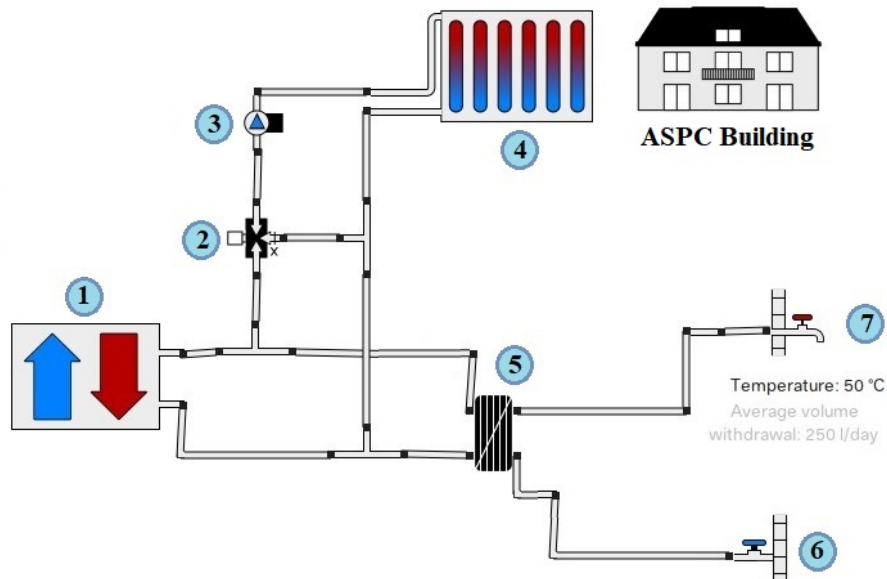 3
4
ASPC Building
2
x
1
5
7
Temperature: 50 °C
Average volume
withdrawal: 250 l/day
6